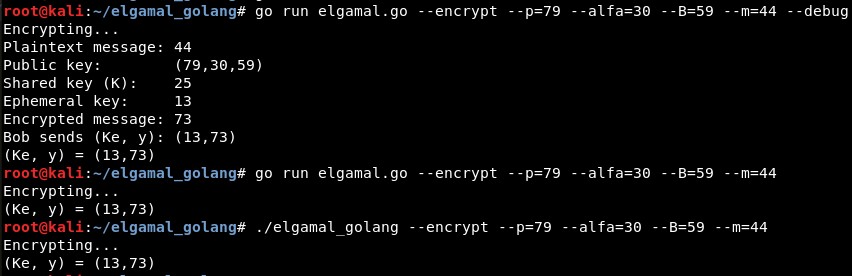 root@kali:~/elgamal_golang# go run elgamal.go --encrypt --p=79 --alfa=30 --B=59 --m=44 --debug
Encrypting...
Plaintext message: 44
Public key: (79,30,59)
Shared key (K): 25
Ephemeral key: 13
Encrypted message: 73
Bob sends (Ke, y): (13,73)
(Ke, y) = (13,73)
root@kali:~/elgamal_golang# go run elgamal.go --encrypt --p=79 --alfa=30 --B=59 --m=44
Encrypting...
(Ke, y) = (13,73)
root@kali:~/elgamal_golang# ./elgamal_golang --encrypt --p=79 --alfa=30 --B=59 --m=44
Encrypting...
(Ke, y) = (13,73)